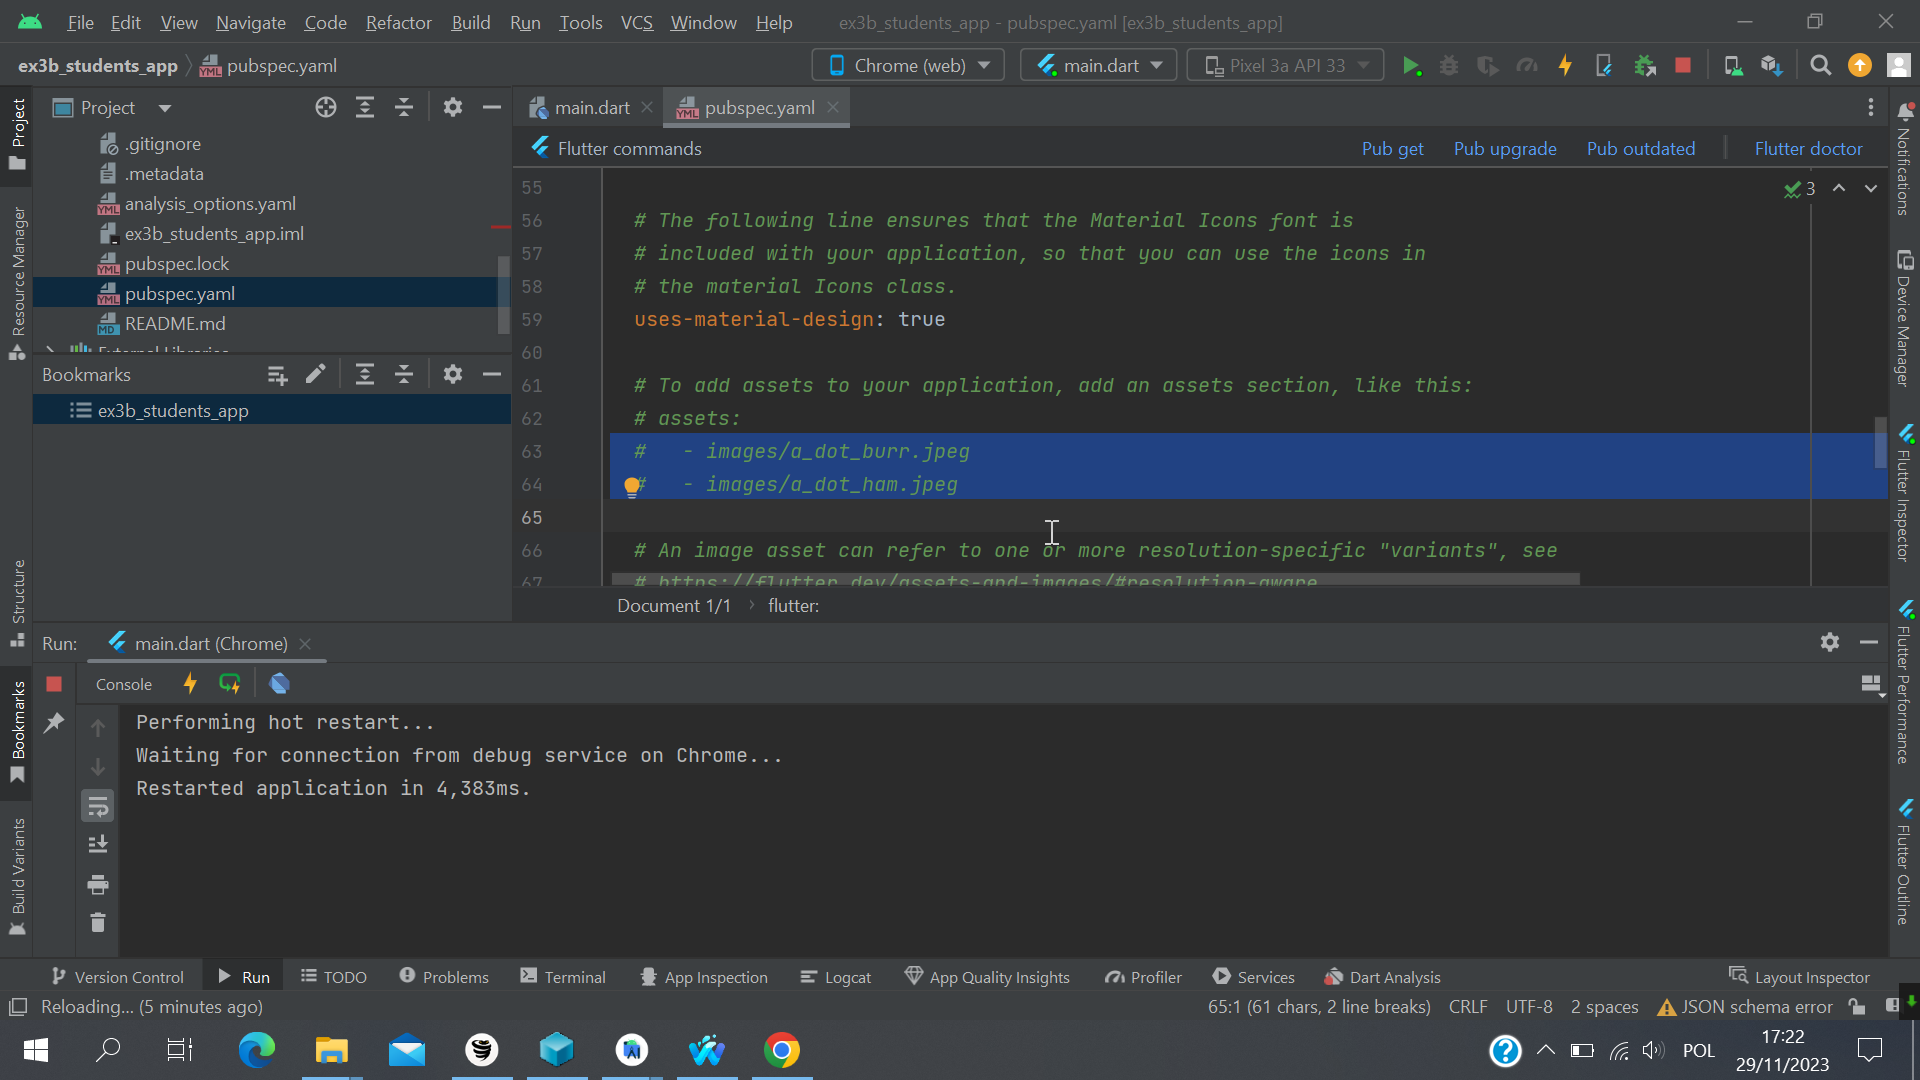 File Edit View Navigate Code Refactor Build Run Tools VCS Window Help ex3b_students_app - pubspec.yaml [ex3b_students_app]
ex3b_students_app pubspec.yaml Chrome (web) main.dart Pixel 3a API 33
Project
main.dart pubspec.yaml
Flutter commands Pub get Pub upgrade Pub outdated Flutter doctor
.gitignore
.metadata
analysis_options.yaml
ex3b_students_app.iml
pubspec.lock
pubspec.yaml
README.md
External Libraries
Bookmarks
ex3b_students_app
55
56 # The following line ensures that the Material Icons font is
57 # included with your application, so that you can use the icons in
58 # the material Icons class.
59 uses-material-design: true
60
61 # To add assets to your application, add an assets section, like this:
62 # assets:
63 #   - images/a_dot_burr.jpeg
64 #   - images/a_dot_ham.jpeg
65
66 # An image asset can refer to one or more resolution-specific "variants", see
67 # https://flutter.dev/assets-and-images/#resolution-aware
3
Document 1/1 flutter:
Project
Resource Manager
Structure
Bookmarks
Build Variants
Notifications
Device Manager
Flutter Inspector
Flutter Performance
Flutter Outline
Run: main.dart (Chrome)
Console
Performing hot restart...
Waiting for connection from debug service on Chrome...
Restarted application in 4,383ms.
Version Control Run TODO Problems Terminal App Inspection Logcat App Quality Insights Profiler Services Dart Analysis Layout Inspector
Reloading... (5 minutes ago) 65:1 (61 chars, 2 line breaks) CRLF UTF-8 2 spaces JSON schema error
POL
17:22
29/11/2023